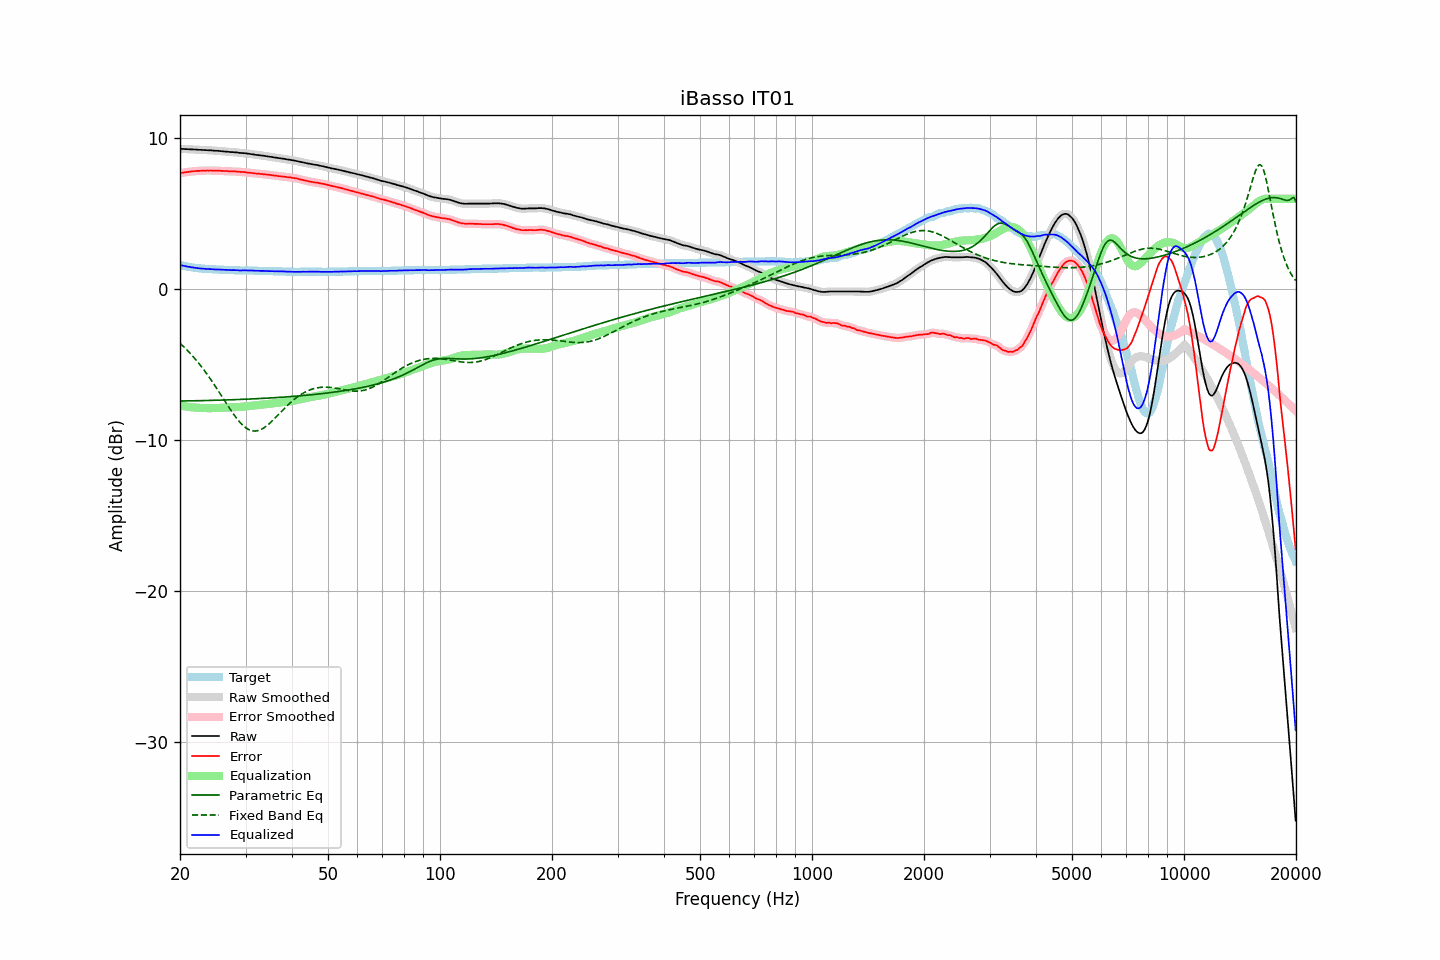 iBasso IT01
Amplitude (dBr)
10
0
−10
−20
−30
Target
Raw Smoothed
Error Smoothed
Raw
Error
Equalization
Parametric Eq
Fixed Band Eq
Equalized
20 50 100 200 500 1000 2000 5000 10000 20000
Frequency (Hz)